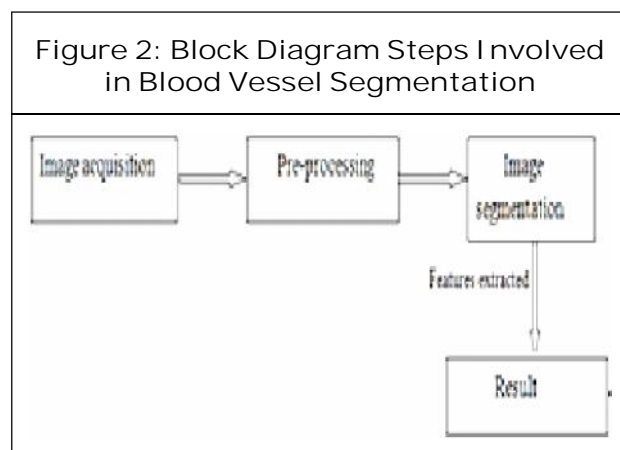 Figure 2: Block Diagram Steps Involved
in Blood Vessel Segmentation
Image acquisition
Pre-processing
Image
segmentation
Features extracted
Result